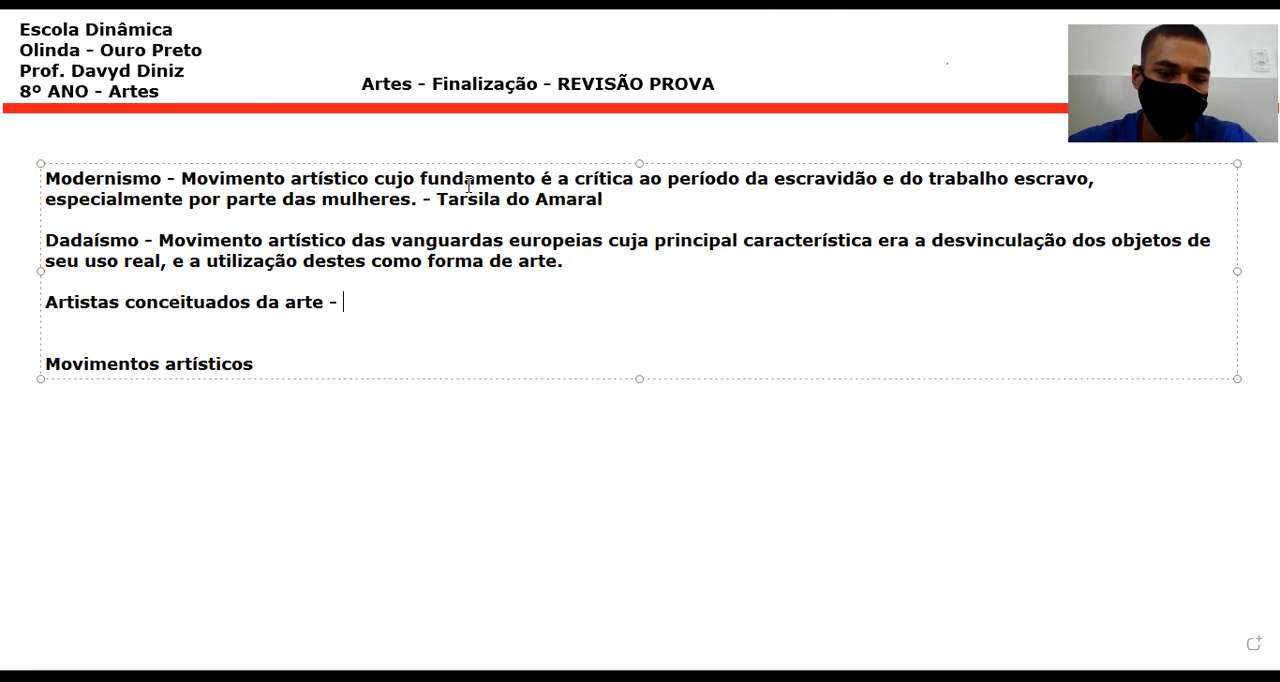 Escola Dinâmica
Olinda - Ouro Preto
Prof. Davyd Diniz
8º ANO - Artes
Artes - Finalização - REVISÃO PROVA
Modernismo - Movimento artístico cujo fundamento é a crítica ao período da escravidão e do trabalho escravo,
especialmente por parte das mulheres. - Tarsila do Amaral
Dadaísmo - Movimento artístico das vanguardas europeias cuja principal característica era a desvinculação dos objetos de
seu uso real, e a utilização destes como forma de arte.
Artistas conceituados da arte -
Movimentos artísticos